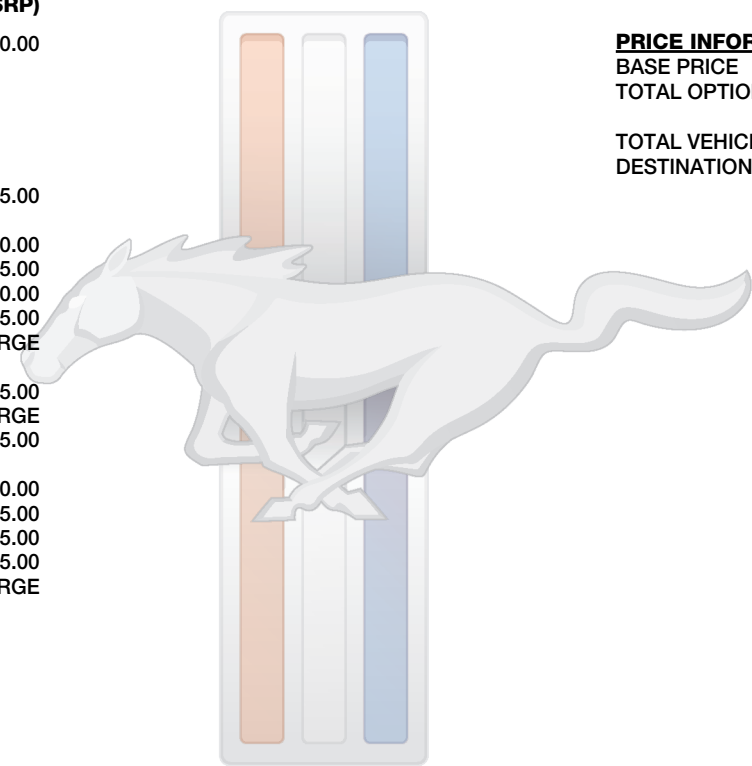 SRP)
0.00
5.00
0.00
5.00
0.00
5.00
RGE
5.00
RGE
5.00
0.00
5.00
5.00
5.00
RGE
PRICE INFOR
BASE PRICE
TOTAL OPTIO
TOTAL VEHICL
DESTINATION